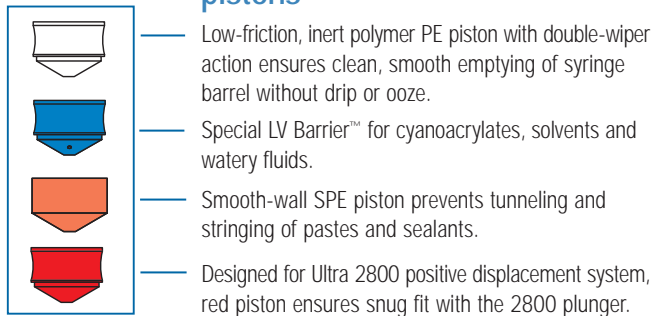 pistons
Low-friction, inert polymer PE piston with double-wiper
action ensures clean, smooth emptying of syringe
barrel without drip or ooze.
Special LV Barrier™ for cyanoacrylates, solvents and
watery fluids.
Smooth-wall SPE piston prevents tunneling and
stringing of pastes and sealants.
Designed for Ultra 2800 positive displacement system,
red piston ensures snug fit with the 2800 plunger.